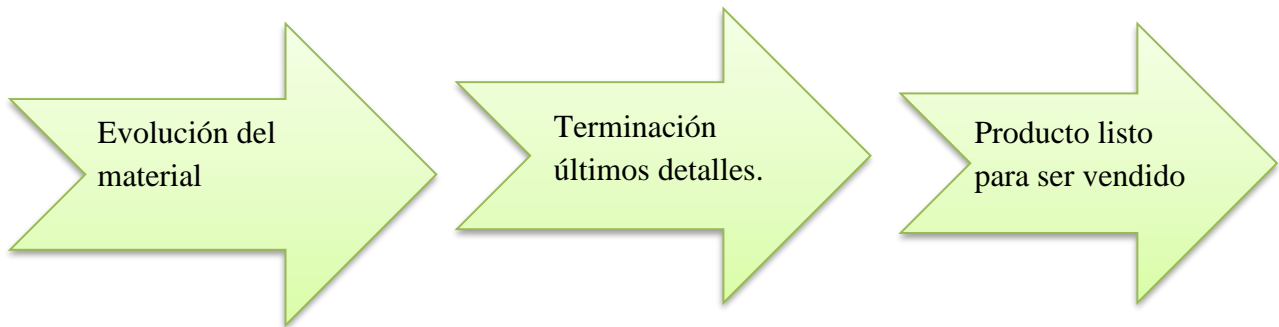 Evolución del
material
Terminación
últimos detalles.
Producto listo
para ser vendido